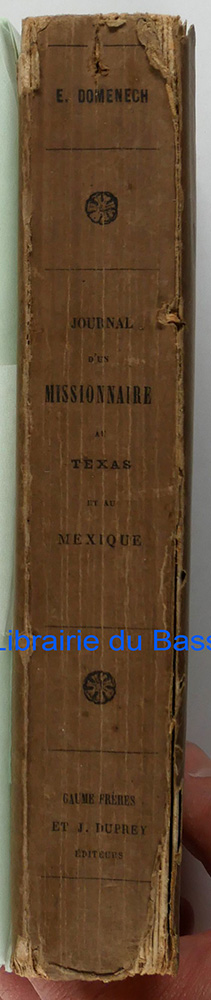 E. DOMENECH
JOURNAL
D'UN
MISSIONNAIRE
AU
TEXAS
ET AU
MEXIQUE
Librairie du Bass
GAUME FRÈRES
ET J. DUPREY
ÉDITEURS